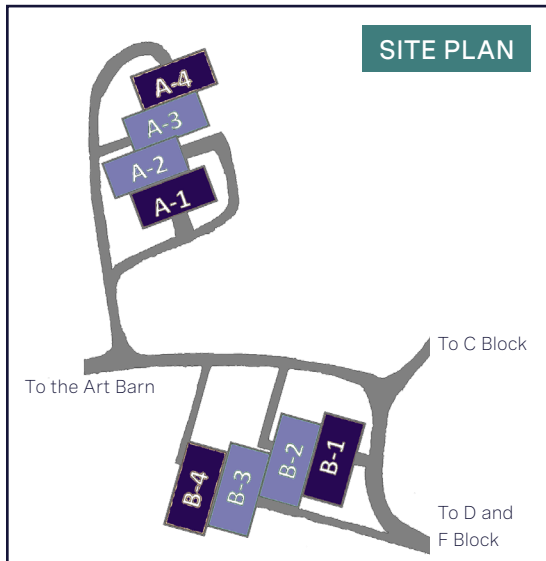 SITE PLAN
A-4
A-3
A-2
A-1
To C Block
To the Art Barn
B-4
B-3
B-2
B-1
To D and
F Block